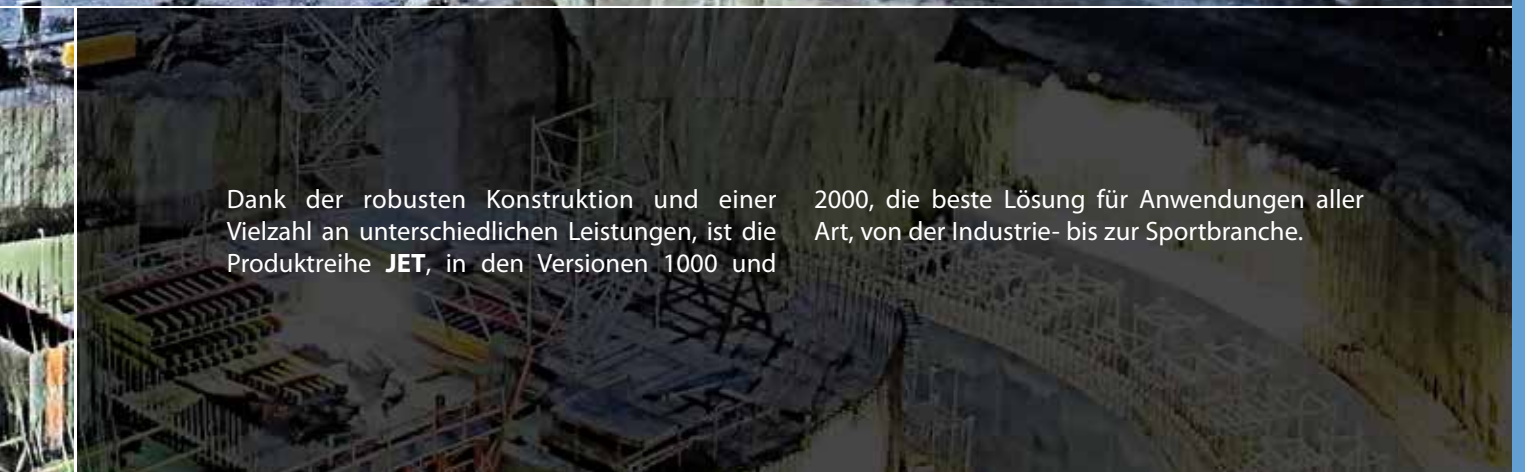 Dank der robusten Konstruktion und einer
Vielzahl an unterschiedlichen Leistungen, ist die
Produktreihe JET, in den Versionen 1000 und
2000, die beste Lösung für Anwendungen aller
Art, von der Industrie- bis zur Sportbranche.